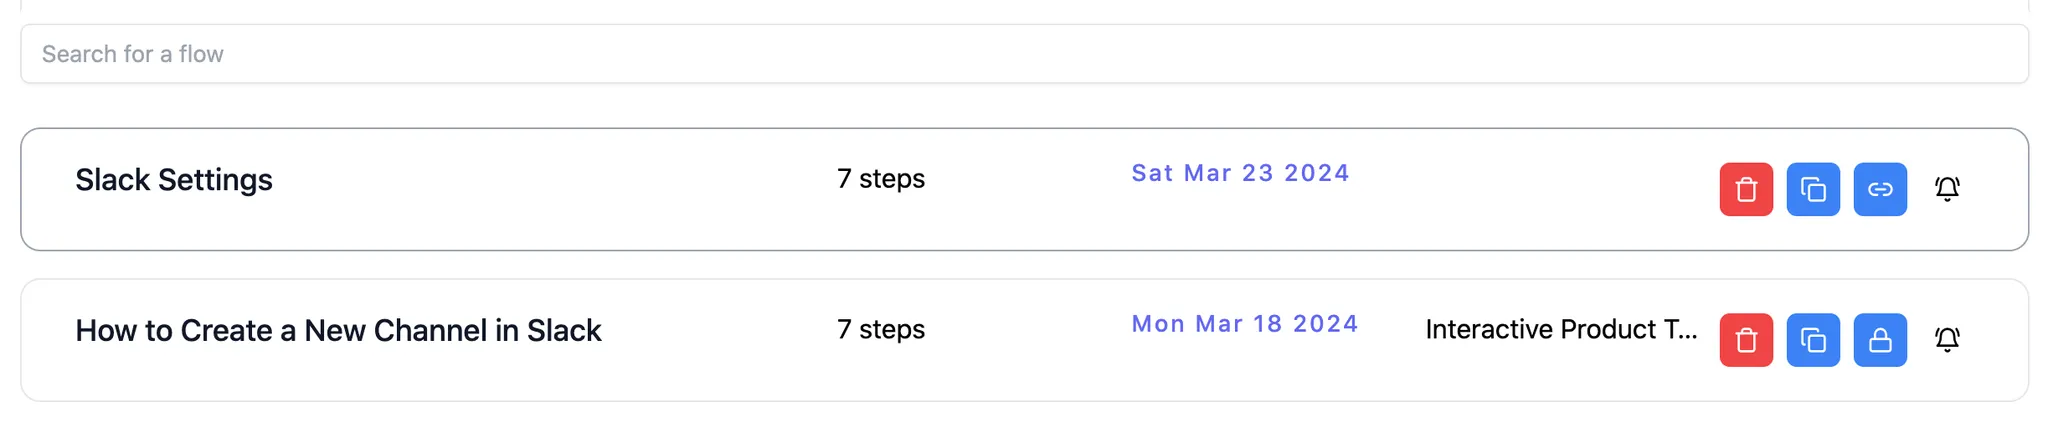 Search for a flow
Slack Settings 7 steps Sat Mar 23 2024
How to Create a New Channel in Slack 7 steps Mon Mar 18 2024 Interactive Product T...